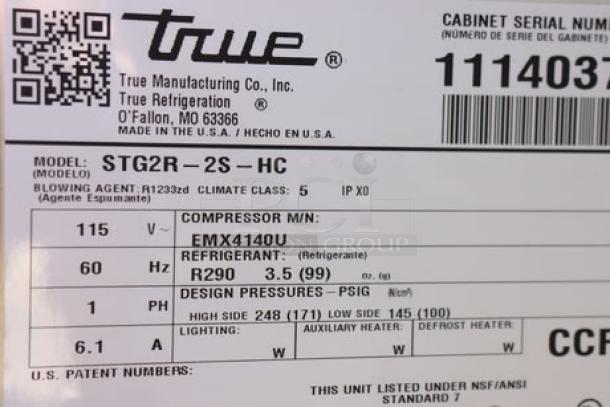 true ®
True Manufacturing Co., Inc.
True Refrigeration ®
O'Fallon, MO 63366
MADE IN THE U.S.A. / HECHO EN U.S.A.
CABINET SERIAL NUM
(NÚMERO DE SERIE DEL GABINETE)
1114037
MODEL: STG2R-2S-HC
(MODELO)
BLOWING AGENT: R1233zd CLIMATE CLASS: 5 IP X0
(Agente Espumante)
115 V~
60 Hz
1 PH
6.1 A
COMPRESSOR M/N:
EMX4140U
REFRIGERANT: (Refrigerante)
R290 3.5 (99) Oz. (g)
DESIGN PRESSURES-PSIG N/cm²)
HIGH SIDE 248 (171) LOW SIDE 145 (100)
LIGHTING: W
AUXILIARY HEATER: W
DEFROST HEATER: W
CCF
U.S. PATENT NUMBERS:
THIS UNIT LISTED UNDER NSF/ANSI
STANDARD 7